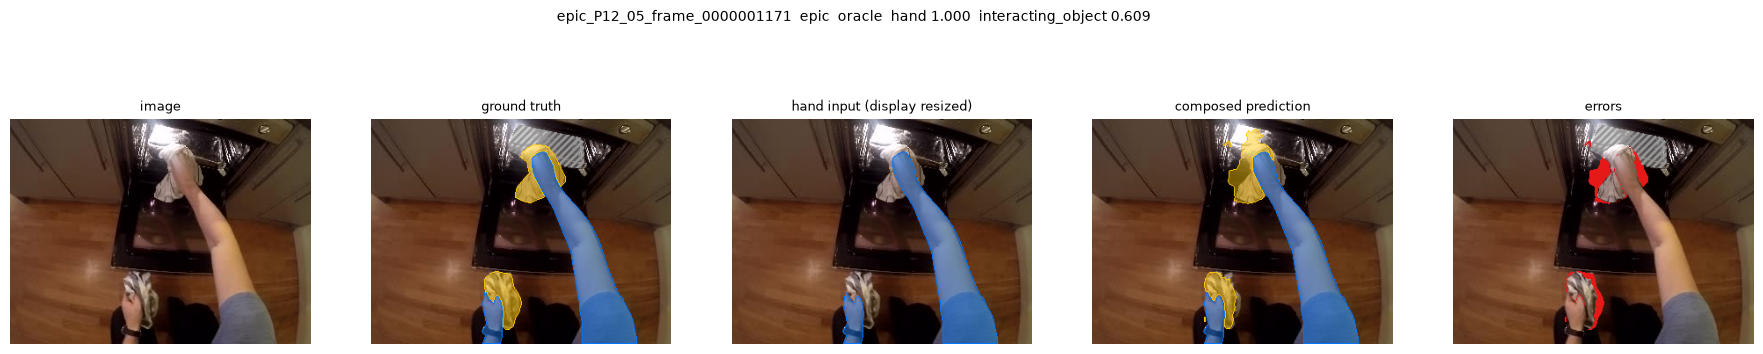 epic_P12_05_frame_0000001171 epic oracle hand 1.000 interacting_object 0.609
image
ground truth
hand input (display resized)
composed prediction
errors